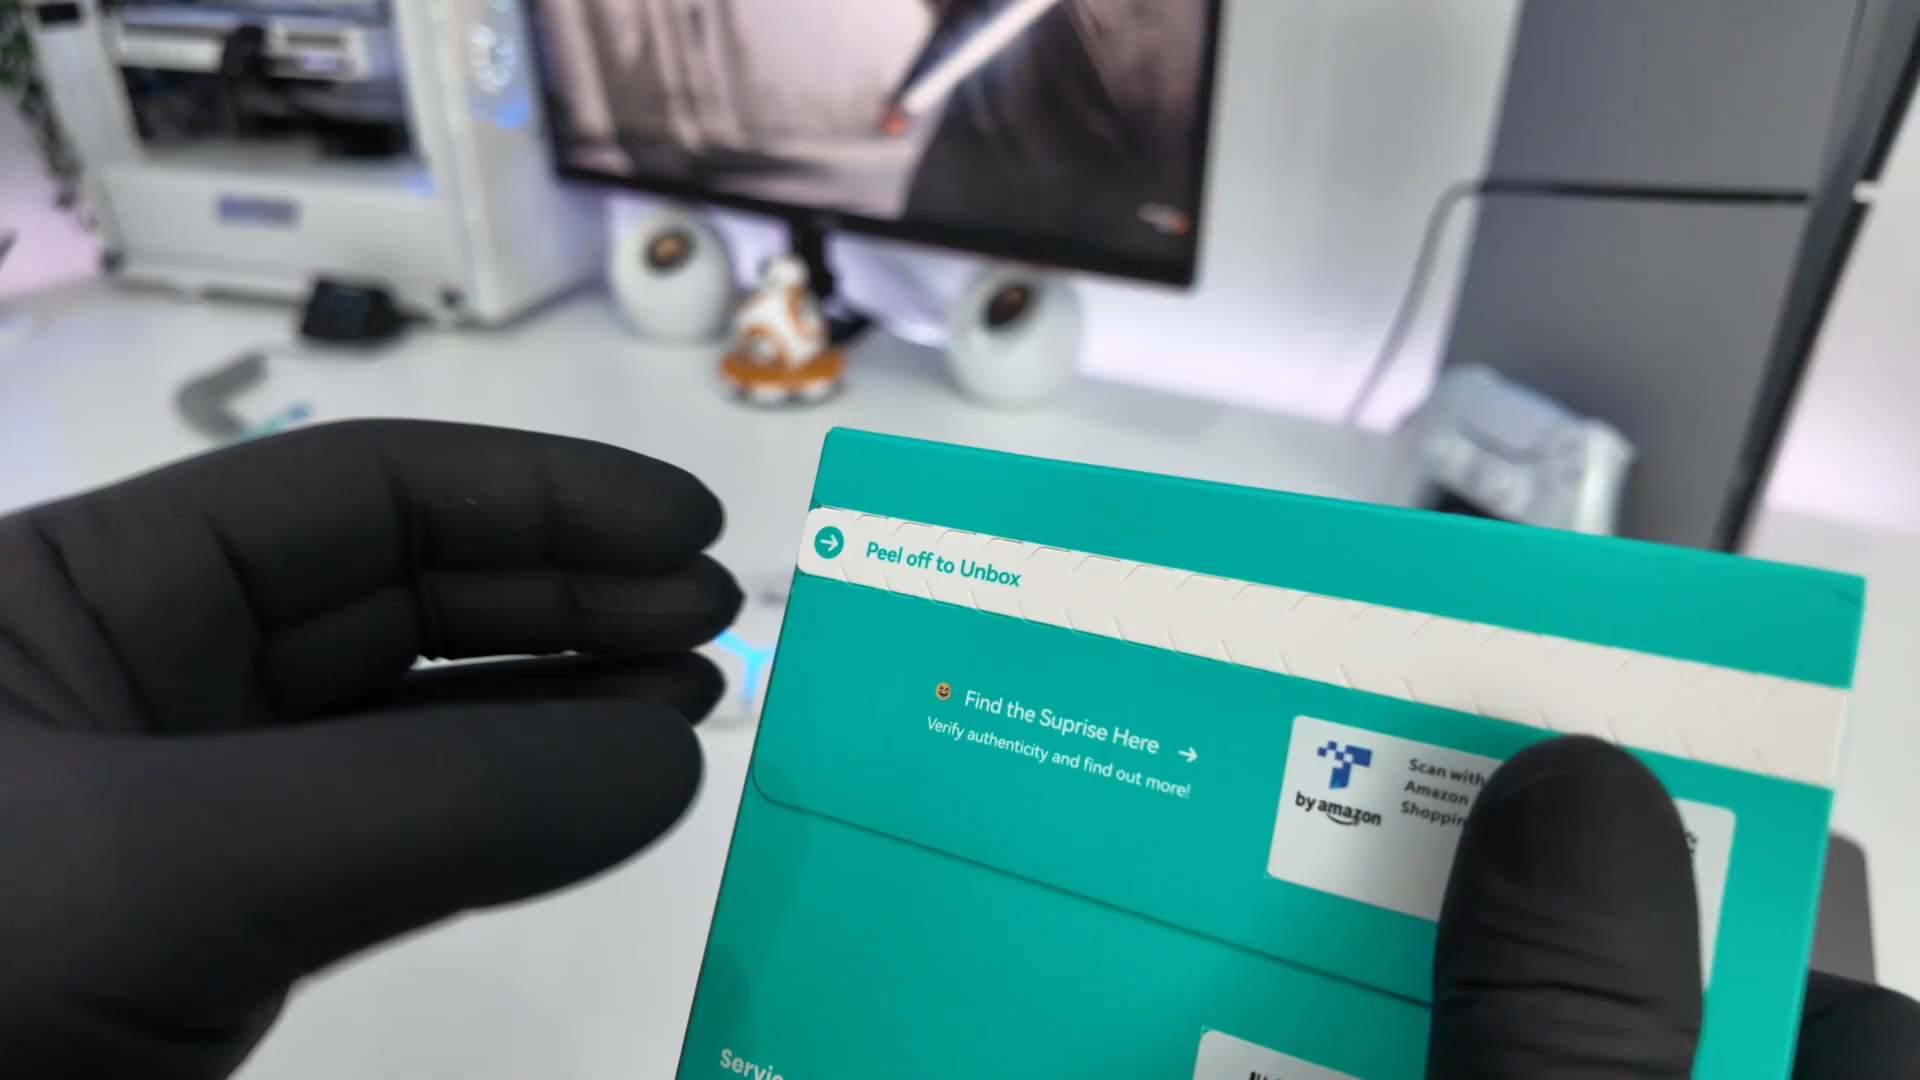 Peel off to Unbox
Find the Suprise Here
Verify authenticity and find out more!
Scan with
Amazon
by amazon